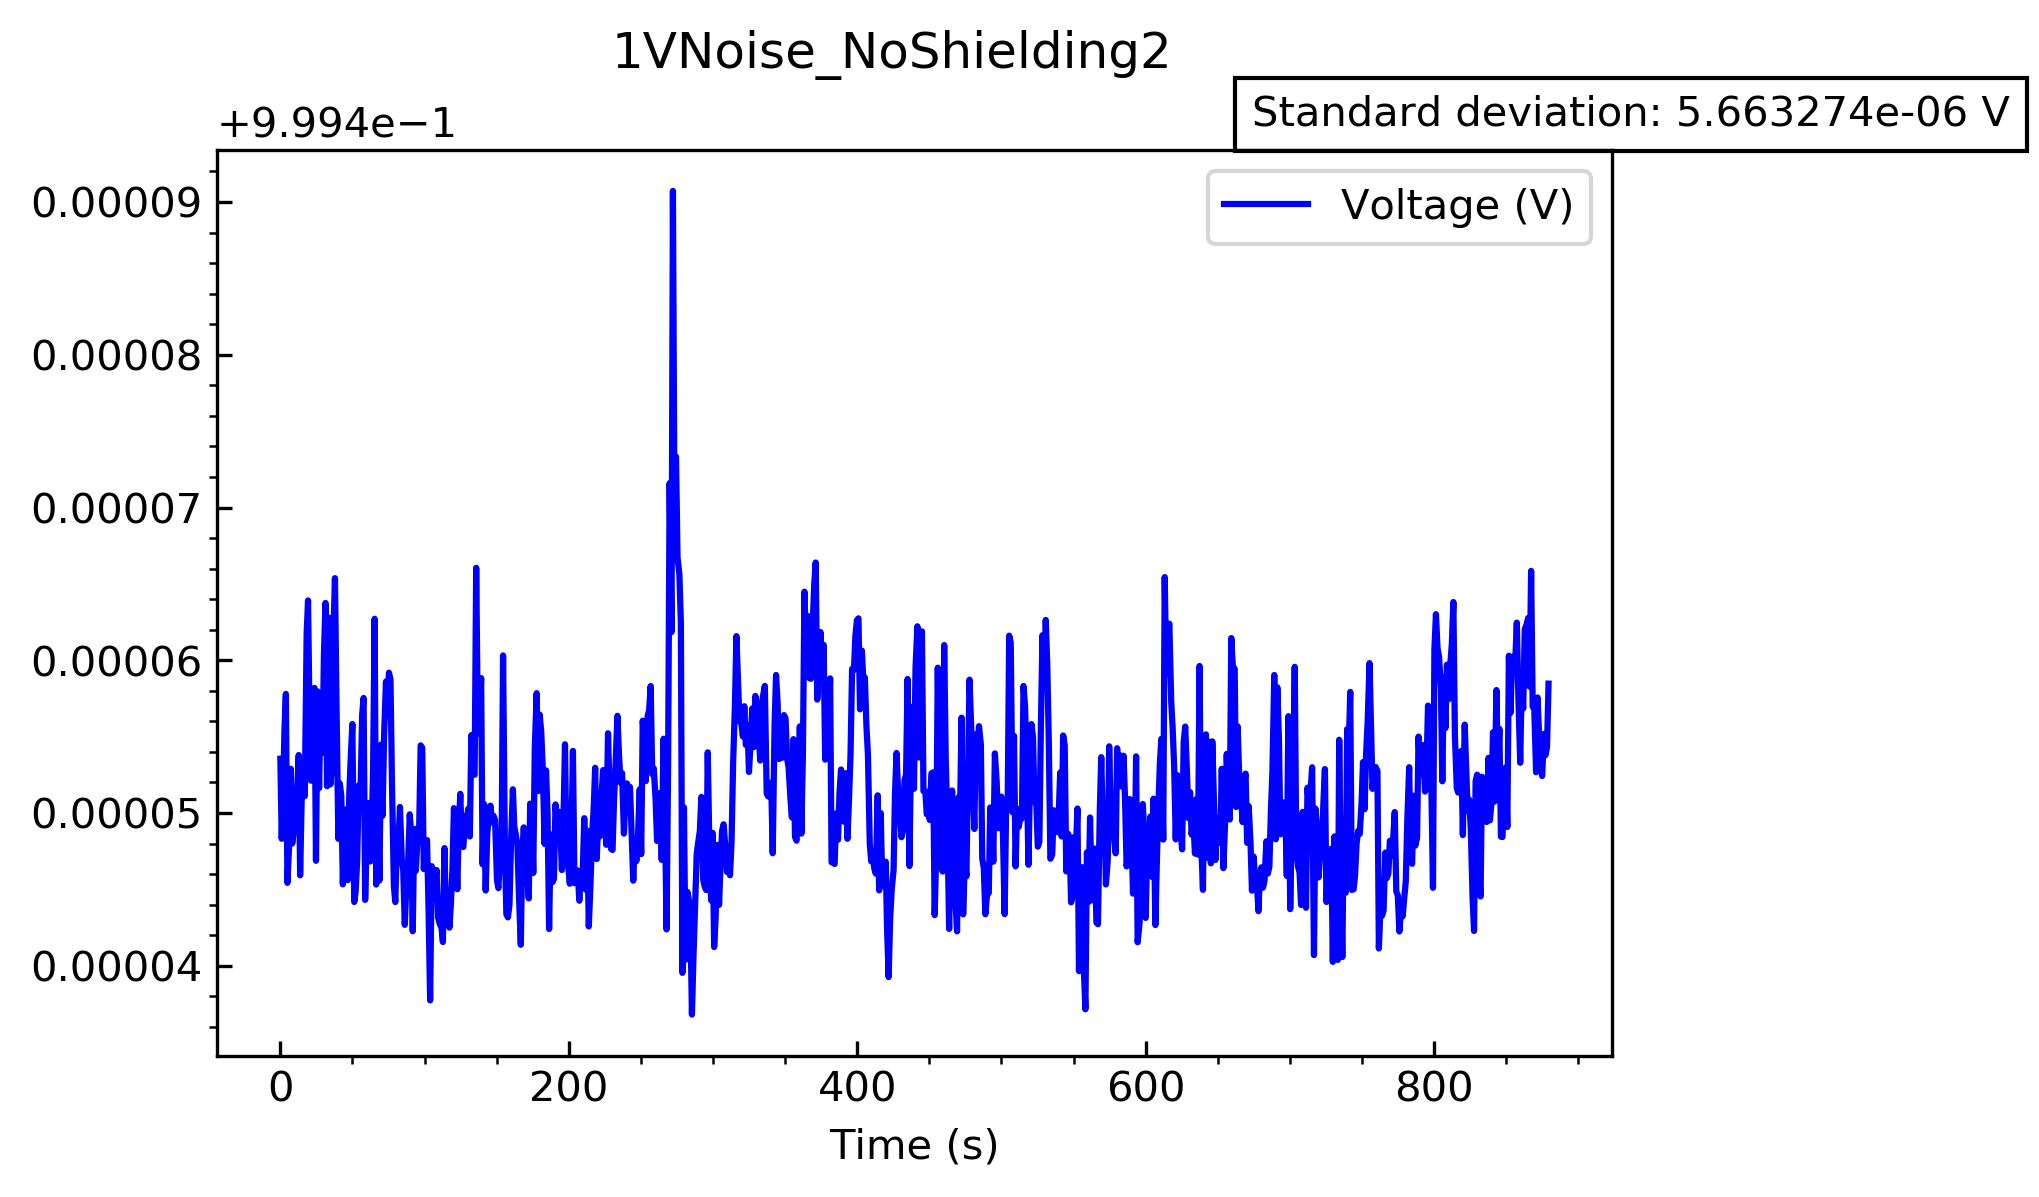 1VNoise_NoShielding2
Standard deviation: 5.663274e-06 V
+9.994e−1
Voltage (V)
0.00009
0.00008
0.00007
0.00006
0.00005
0.00004
0 200 400 600 800
Time (s)